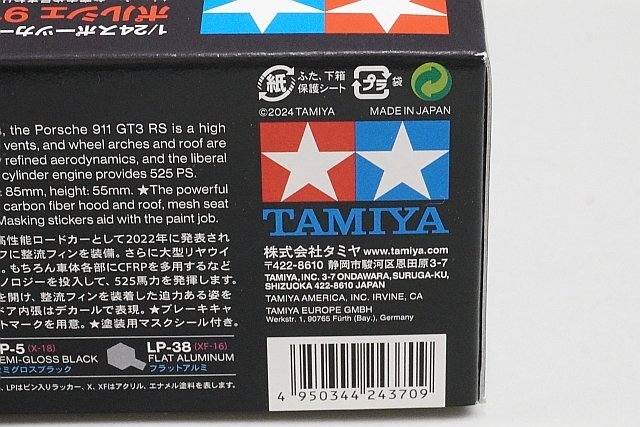 1/24スポーツカー
ポルシェ 9
紙 ふた、下箱
保護シート
プラ 袋
©2024 TAMIYA MADE IN JAPAN
, the Porsche 911 GT3 RS is a high
e vents, and wheel arches and roof are
y refined aerodynamics, and the liberal
cylinder engine provides 525 PS.
: 85mm, height: 55mm. ★The powerful
carbon fiber hood and roof, mesh seat
Masking stickers aid with the paint job.
高性能ロードカーとして2022年に発表され
フに整流フィンを装備。さらに大型リヤウイ
。もちろん車体各部にCFRPを多用するなど
ノロジーを投入して、525馬力を発揮します。
を開け、整流フィンを装着した迫力ある姿を
ドア内張はデカールで表現。★ブレーキキャ
トマークを用意。★塗装用マスクシール付き。
P-5 (X-18)
EMI-GLOSS BLACK
ミグロスブラック
LP-38 (XF-16)
FLAT ALUMINUM
フラットアルミ
、LPはビン入りラッカー、X、XFはアクリル、エナメル塗料を表します。
TAMIYA
株式会社タミヤ www.tamiya.com
〒422-8610 静岡市駿河区恩田原3-7
TAMIYA, INC. 3-7 ONDAWARA, SURUGA-KU,
SHIZUOKA 422-8610 JAPAN
TAMIYA AMERICA, INC. IRVINE, CA
TAMIYA EUROPE GMBH
Werkstr. 1, 90765 Fürth (Bay.), Germany
4 950344 243709